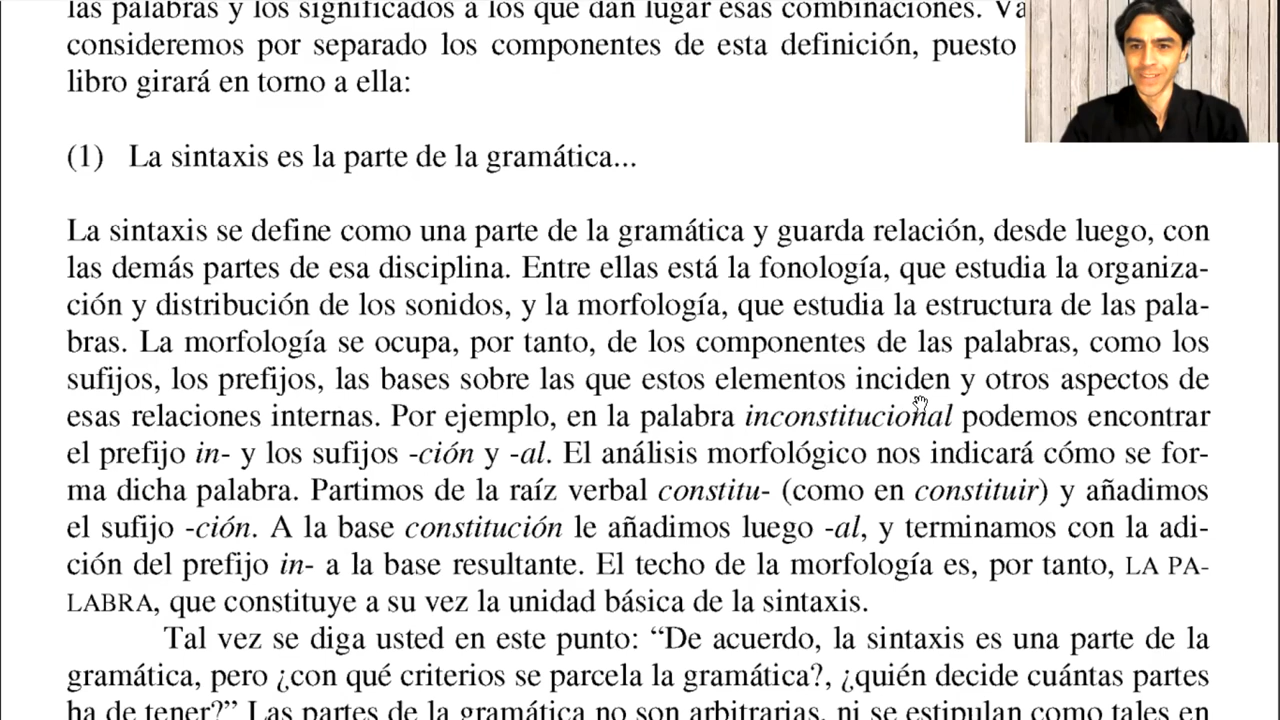 las palabras y los significados a los que dan lugar esas combinaciones. Va
consideremos por separado los componentes de esta definición, puesto
libro girará en torno a ella:
(1) La sintaxis es la parte de la gramática...
La sintaxis se define como una parte de la gramática y guarda relación, desde luego, con
las demás partes de esa disciplina. Entre ellas está la fonología, que estudia la organiza-
ción y distribución de los sonidos, y la morfología, que estudia la estructura de las pala-
bras. La morfología se ocupa, por tanto, de los componentes de las palabras, como los
sufijos, los prefijos, las bases sobre las que estos elementos inciden y otros aspectos de
esas relaciones internas. Por ejemplo, en la palabra inconstitucional podemos encontrar
el prefijo in- y los sufijos -ción y -al. El análisis morfológico nos indicará cómo se for-
ma dicha palabra. Partimos de la raíz verbal constitu- (como en constituir) y añadimos
el sufijo -ción. A la base constitución le añadimos luego -al, y terminamos con la adi-
ción del prefijo in- a la base resultante. El techo de la morfología es, por tanto, LA PA-
LABRA, que constituye a su vez la unidad básica de la sintaxis.
Tal vez se diga usted en este punto: “De acuerdo, la sintaxis es una parte de la
gramática, pero ¿con qué criterios se parcela la gramática?, ¿quién decide cuántas partes
ha de tener?” Las partes de la gramática no son arbitrarias, ni se estipulan como tales en